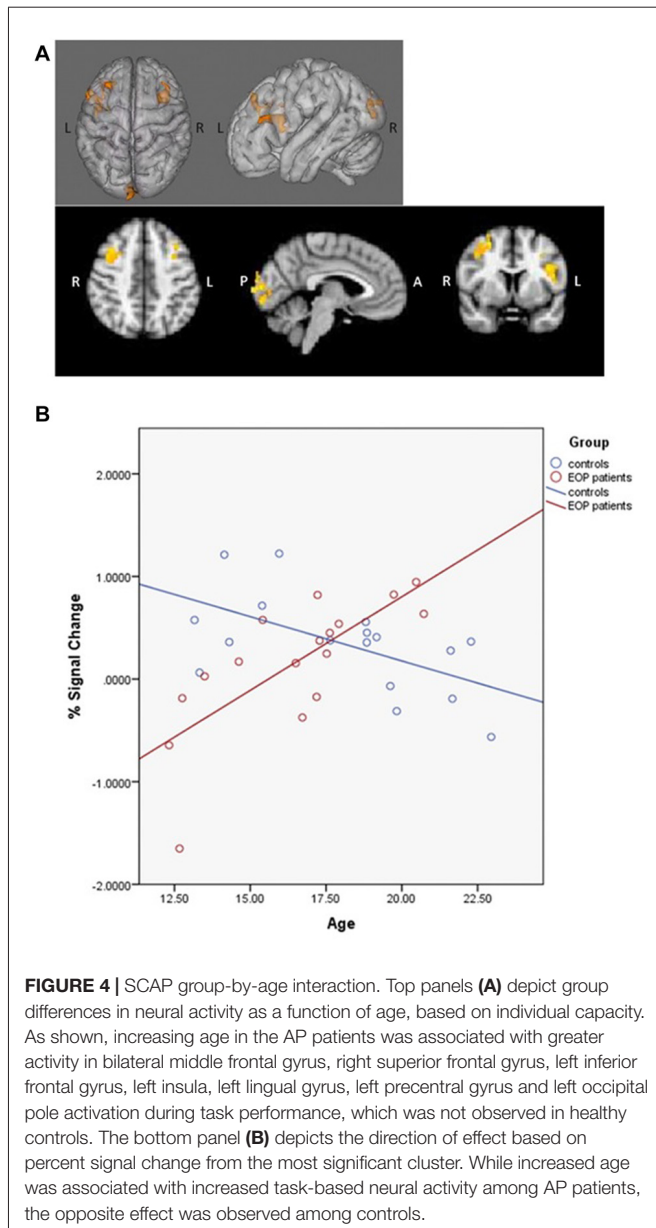 A
L
R
L
R
R
L
P
A
R
L
B
Group
controls
EOP patients
controls
EOP patients
2.0000
1.0000
.0000
-1.0000
-2.0000
% Signal Change
12.50 15.00 17.50 20.00 22.50
Age
FIGURE 4 | SCAP group-by-age interaction. Top panels (A) depict group
differences in neural activity as a function of age, based on individual capacity.
As shown, increasing age in the AP patients was associated with greater
activity in bilateral middle frontal gyrus, right superior frontal gyrus, left inferior
frontal gyrus, left insula, left lingual gyrus, left precentral gyrus and left occipital
pole activation during task performance, which was not observed in healthy
controls. The bottom panel (B) depicts the direction of effect based on
percent signal change from the most significant cluster. While increased age
was associated with increased task-based neural activity among AP patients,
the opposite effect was observed among controls.